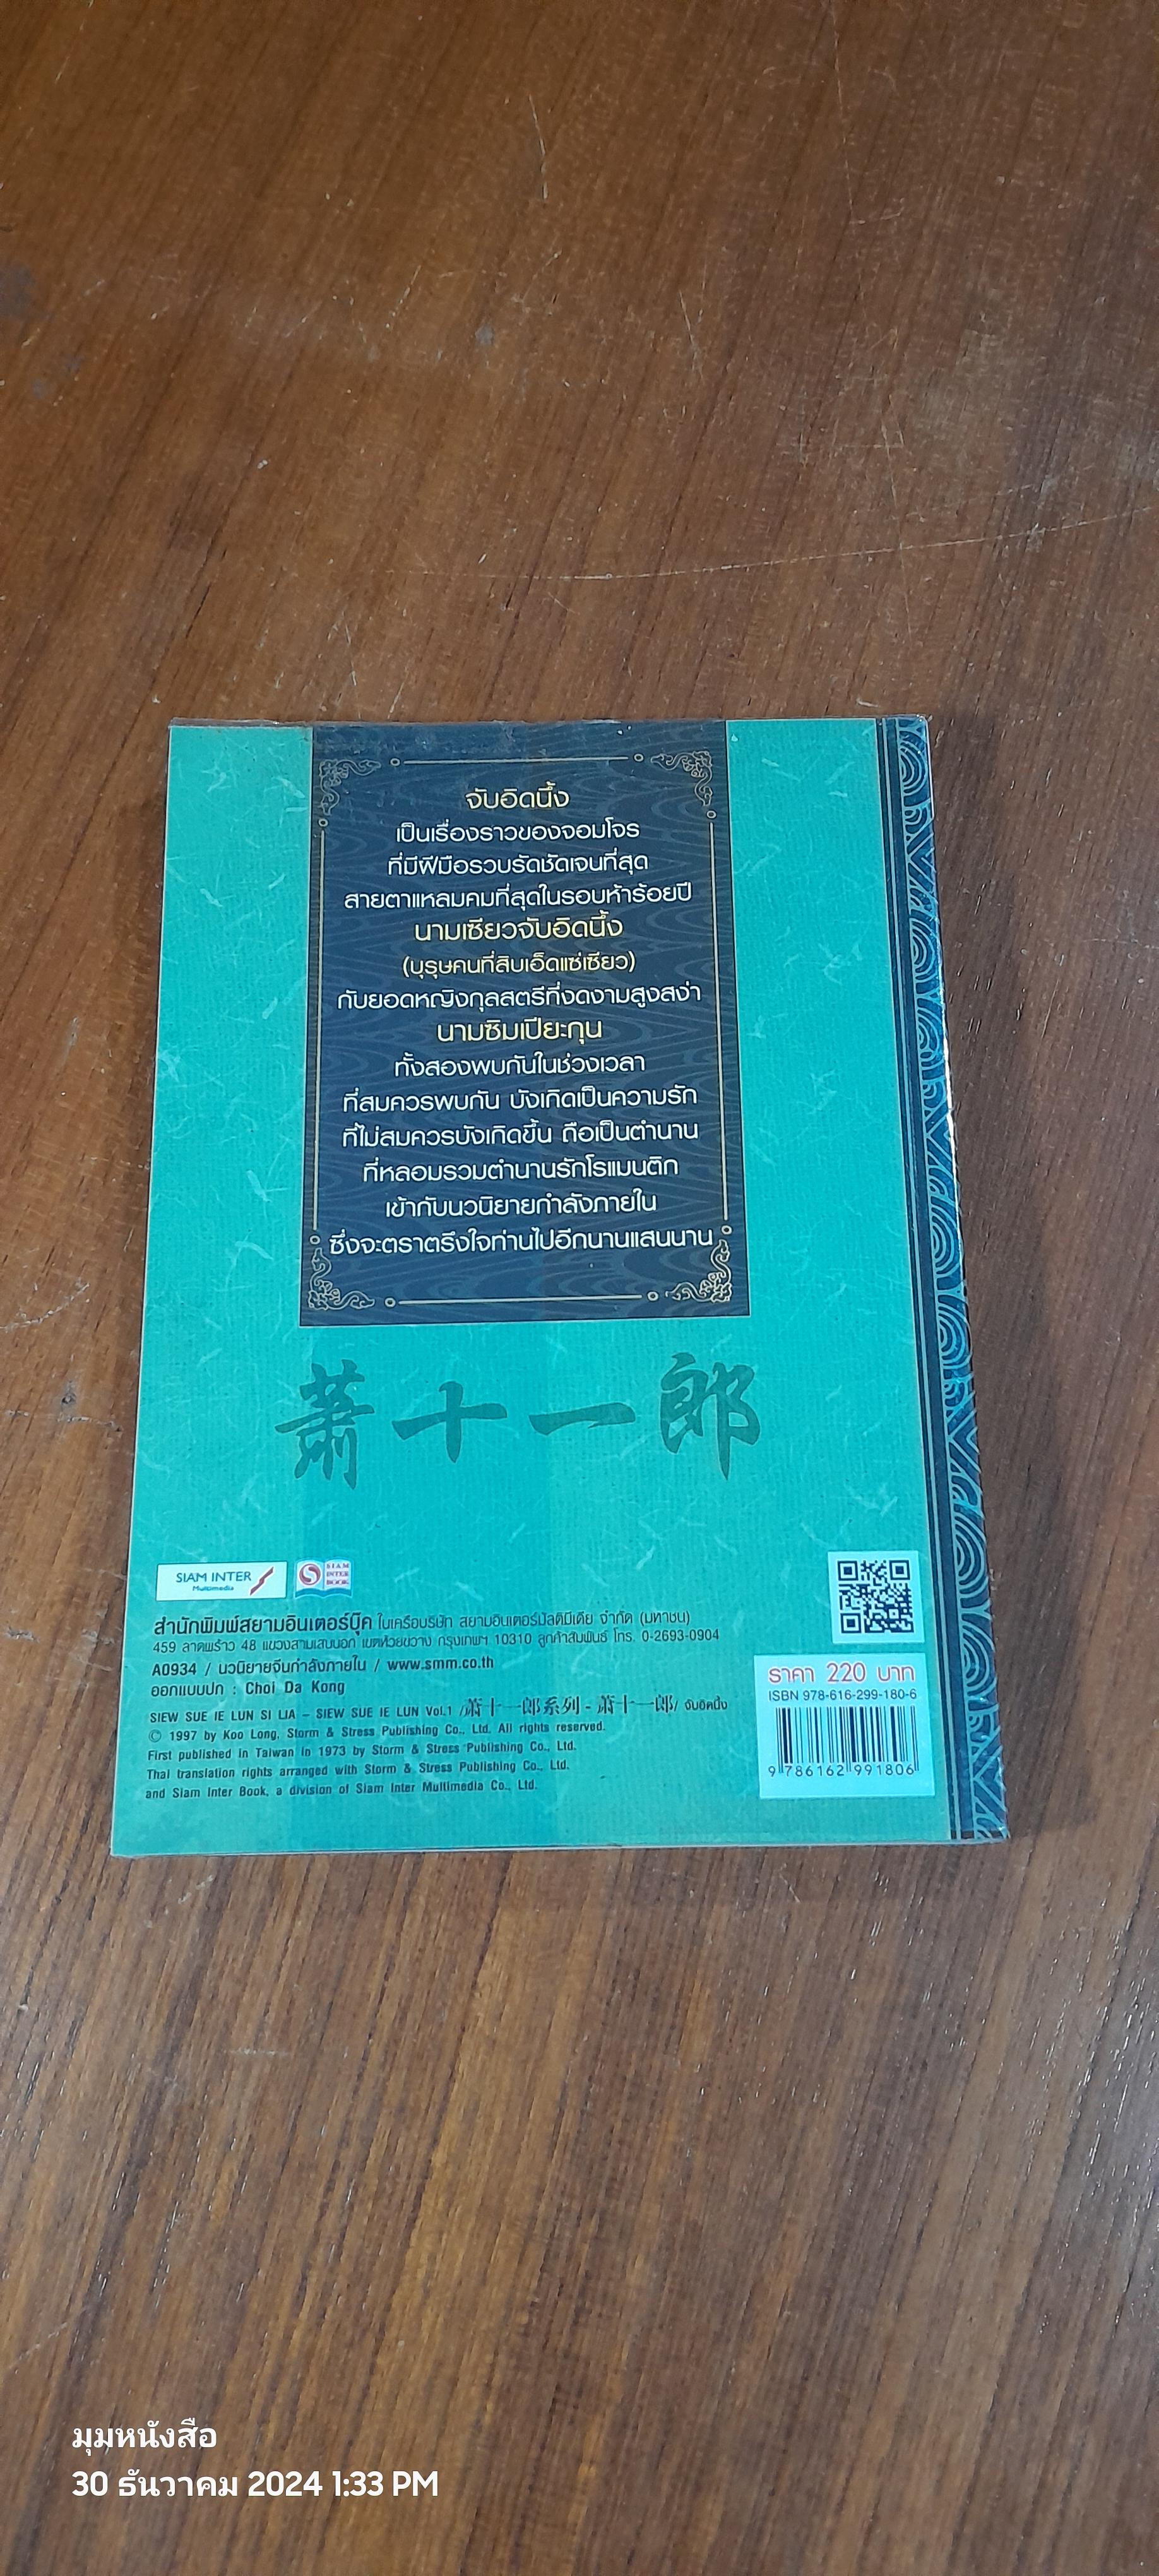 จับอิดนึ้ง
เป็นเรื่องราวของจอมโจร
ที่มีฝีมือรวบรัดชัดเจนที่สุด
สายตาแหลมคมที่สุดในรอบห้าร้อยปี
นามเซียวจับอิดนึ้ง
(บุรุษคนที่สิบเอ็ดแซ่เซียว)
กับยอดหญิงกุลสตรีที่งดงามสูงสง่า
นามซิมเปียะกุน
ทั้งสองพบกันในช่วงเวลา
ที่สมควรพบกัน บังเกิดเป็นความรัก
ที่ไม่สมควรบังเกิดขึ้น ถือเป็นตำนาน
ที่หลอมรวมตำนานรักโรแมนติก
เข้ากับนวนิยายกำลังภายใน
ซึ่งจะตราตรึงใจท่านไปอีกนานแสนนาน
蕭十一郎
SIAM INTER
Multimedia
SIAM
INTER
BOOK
สำนักพิมพ์สยามอินเตอร์บุ๊ค ในเครือบริษัท สยามอินเตอร์มัลติมีเดีย จำกัด (มหาชน)
459 ลาดพร้าว 48 แขวงสามเสนนอก เขตห้วยขวาง กรุงเทพฯ 10310 ลูกค้าสัมพันธ์ โทร. 0-2693-0904
A0934 / นวนิยายจีนกำลังภายใน / www.smm.co.th
ออกแบบปก : Choi Da Kong
SIEW SUE IE LUN SI LIA – SIEW SUE IE LUN Vol.1 /蕭十一郎系列 - 蕭十一郎/ จับอิดนึ้ง
© 1997 by Koo Long, Storm & Stress Publishing Co., Ltd. All rights reserved.
First published in Taiwan in 1973 by Storm & Stress Publishing Co., Ltd.
Thai translation rights arranged with Storm & Stress Publishing Co., Ltd.
and Siam Inter Book, a division of Siam Inter Multimedia Co., Ltd.
ราคา 220 บาท
ISBN 978-616-299-180-6
9 786162 991806
มุมหนังสือ
30 ธันวาคม 2024 1:33 PM